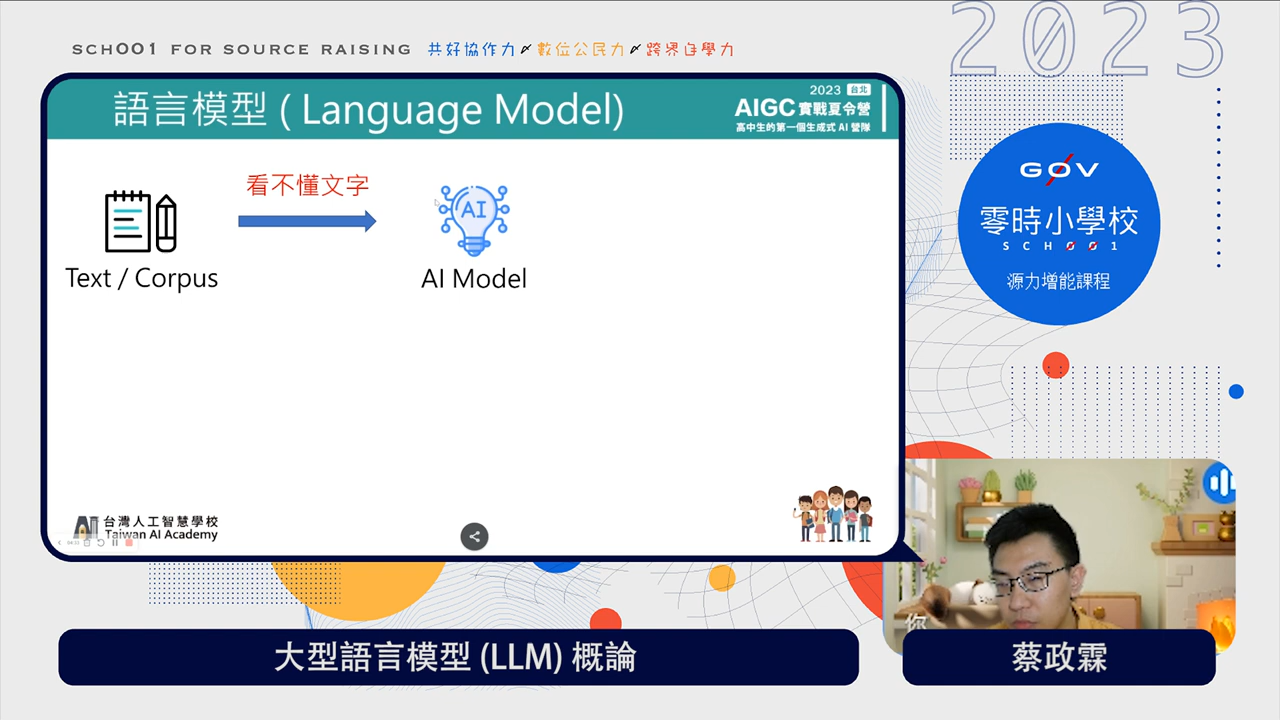 SCH001 FOR SOURCE RAISING 共好協作力 數位公民力 跨界自學力
2023
語言模型 ( Language Model)
2023 台北
AIGC 實戰夏令營
高中生的第一個生成式 AI 營隊
看不懂文字
AI
Text / Corpus
AI Model
G0V
零時小學校
SCH001
源力增能課程
台灣人工智慧學校
Taiwan AI Academy
你
大型語言模型 (LLM) 概論
蔡政霖